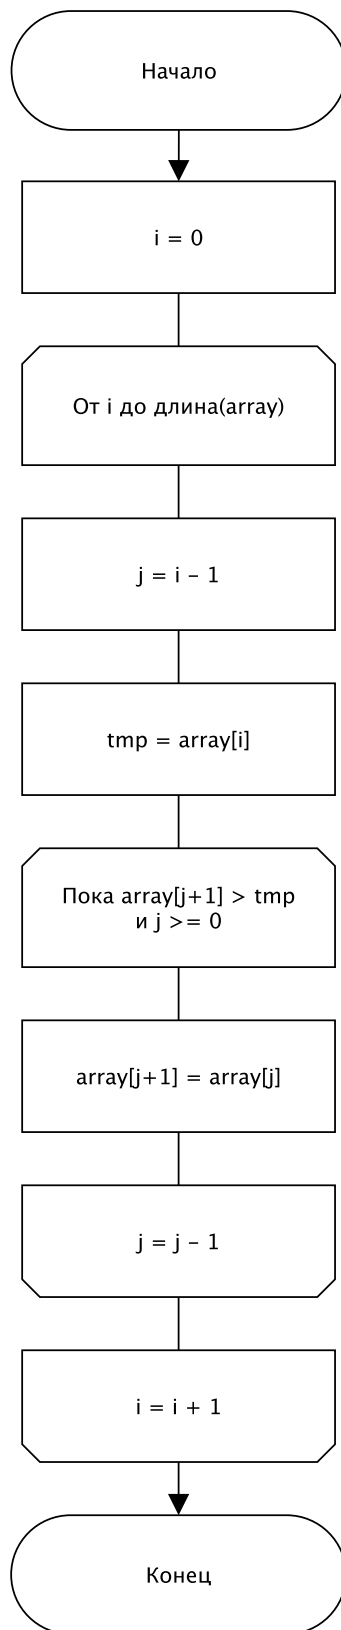 Начало
i = 0
От i до длина(array)
j = i – 1
tmp = array[i]
Пока array[j+1] > tmp
и j >= 0
array[j+1] = array[j]
j = j – 1
i = i + 1
Конец